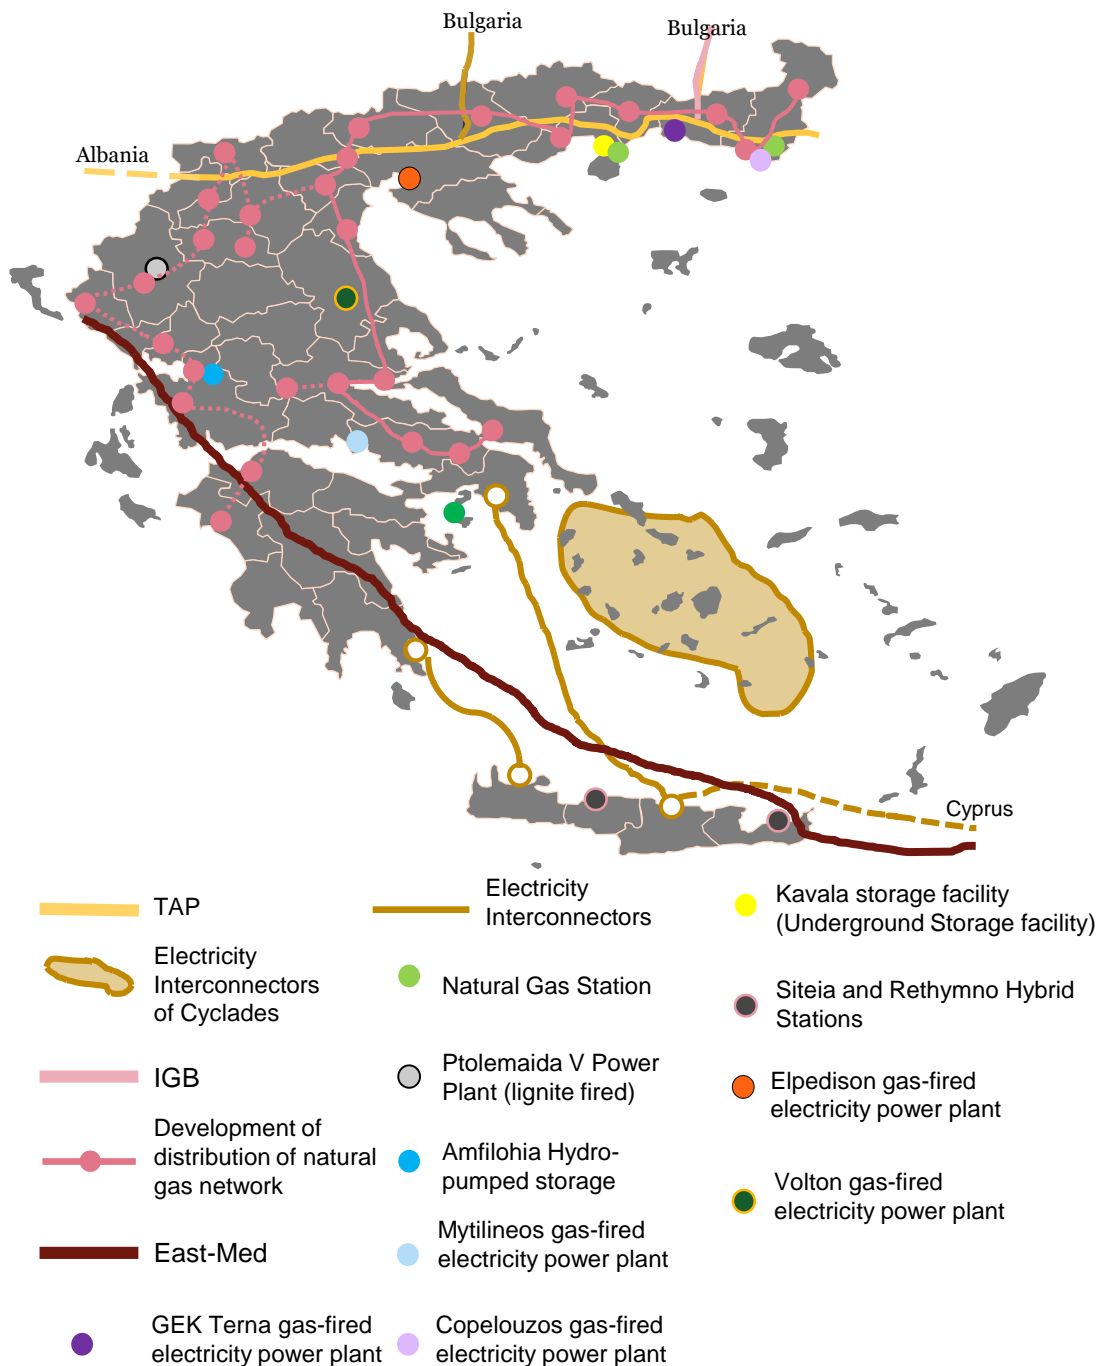 Bulgaria
Bulgaria
Albania
Cyprus
TAP
Electricity
Interconnectors
of Cyclades
IGB
Development of
distribution of natural
gas network
East-Med
GEK Terna gas-fired
electricity power plant
Electricity
Interconnectors
Natural Gas Station
Ptolemaida V Power
Plant (lignite fired)
Amfilohia Hydro-
pumped storage
Mytilineos gas-fired
electricity power plant
Copelouzos gas-fired
electricity power plant
Kavala storage facility
(Underground Storage facility)
Siteia and Rethymno Hybrid
Stations
Elpedison gas-fired
electricity power plant
Volton gas-fired
electricity power plant